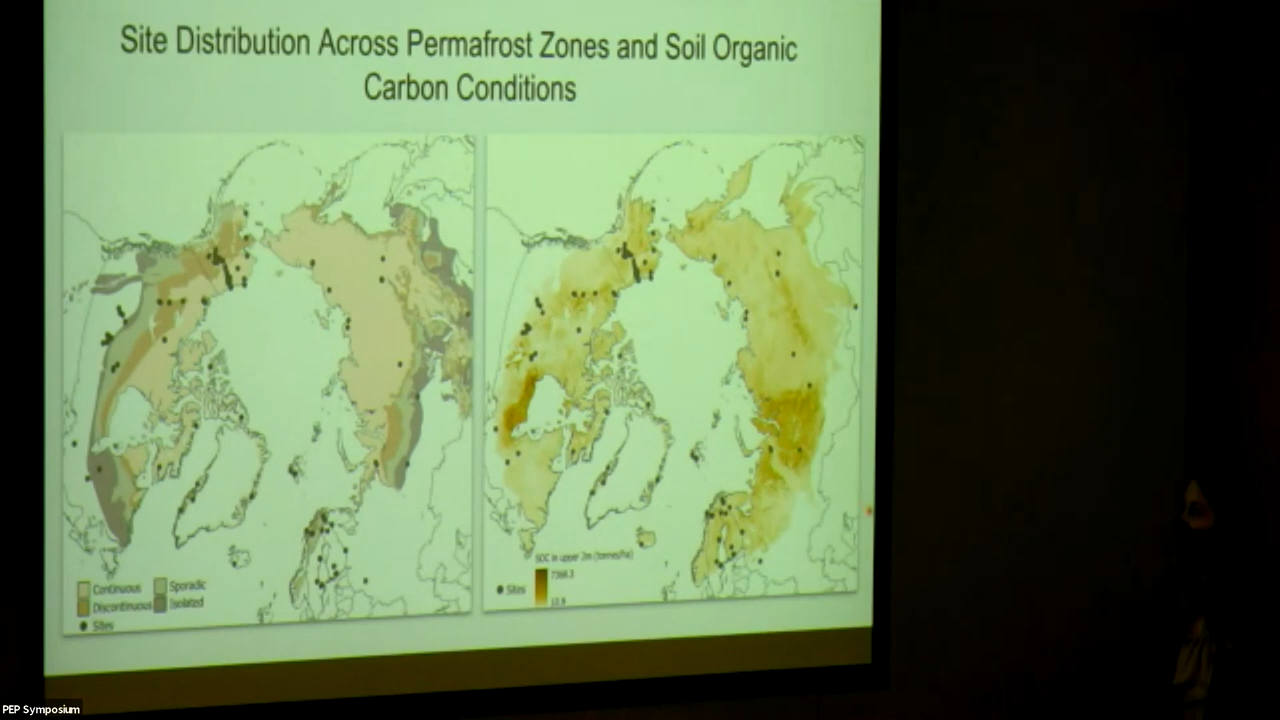 Site Distribution Across Permafrost Zones and Soil Organic
Carbon Conditions
Continuous
Sporadic
Discontinuous
Isolated
Sites
SOC in upper 2m (tonnes/ha)
Sites
PEP Symposium